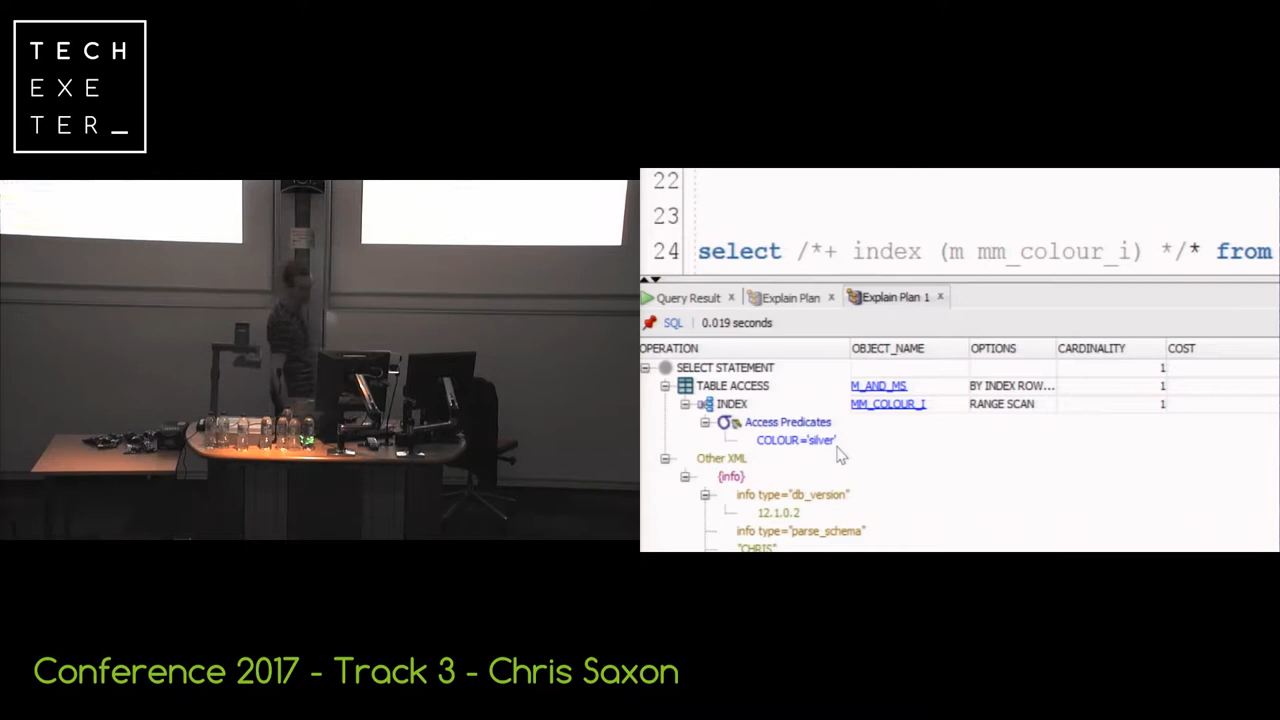 TECH
EXE
TER_
22
23
24 select /*+ index (m mm_colour_i) */* from
Query Result × Explain Plan × Explain Plan 1 ×
SQL | 0.019 seconds
OPERATION OBJECT_NAME OPTIONS CARDINALITY COST
SELECT STATEMENT 1
TABLE ACCESS M_AND_MS BY INDEX ROW... 1
INDEX MM_COLOUR_I RANGE SCAN 1
Access Predicates
COLOUR='silver'
Other XML
{info}
info type="db_version"
12.1.0.2
info type="parse_schema"
"CHRIS"
Conference 2017 - Track 3 - Chris Saxon